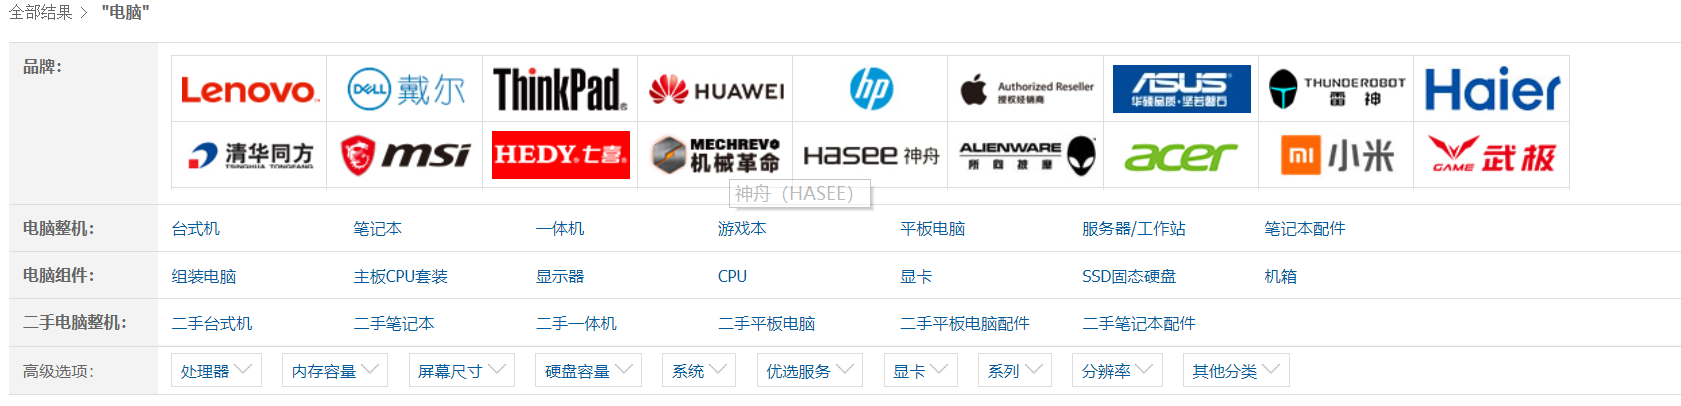 全部结果 > "电脑"
品牌:
Lenovo. DELL 戴尔 ThinkPad. HUAWEI hp Authorized Reseller 授权经销商 ASUS 华硕品质·坚若磐石 THUNDEROBOT 雷神 Haier
清华同方 TSINGHUA TONGFANG msi HEDY.七喜. MECHREVO 机械革命 Hasee 神舟 ALIENWARE 所向披靡 acer mi 小米 GAME 武极
神舟（HASEE）
电脑整机: 台式机 笔记本 一体机 游戏本 平板电脑 服务器/工作站 笔记本配件
电脑组件: 组装电脑 主板CPU套装 显示器 CPU 显卡 SSD固态硬盘 机箱
二手电脑整机: 二手台式机 二手笔记本 二手一体机 二手平板电脑 二手平板电脑配件 二手笔记本配件
高级选项: 处理器 内存容量 屏幕尺寸 硬盘容量 系统 优选服务 显卡 系列 分辨率 其他分类